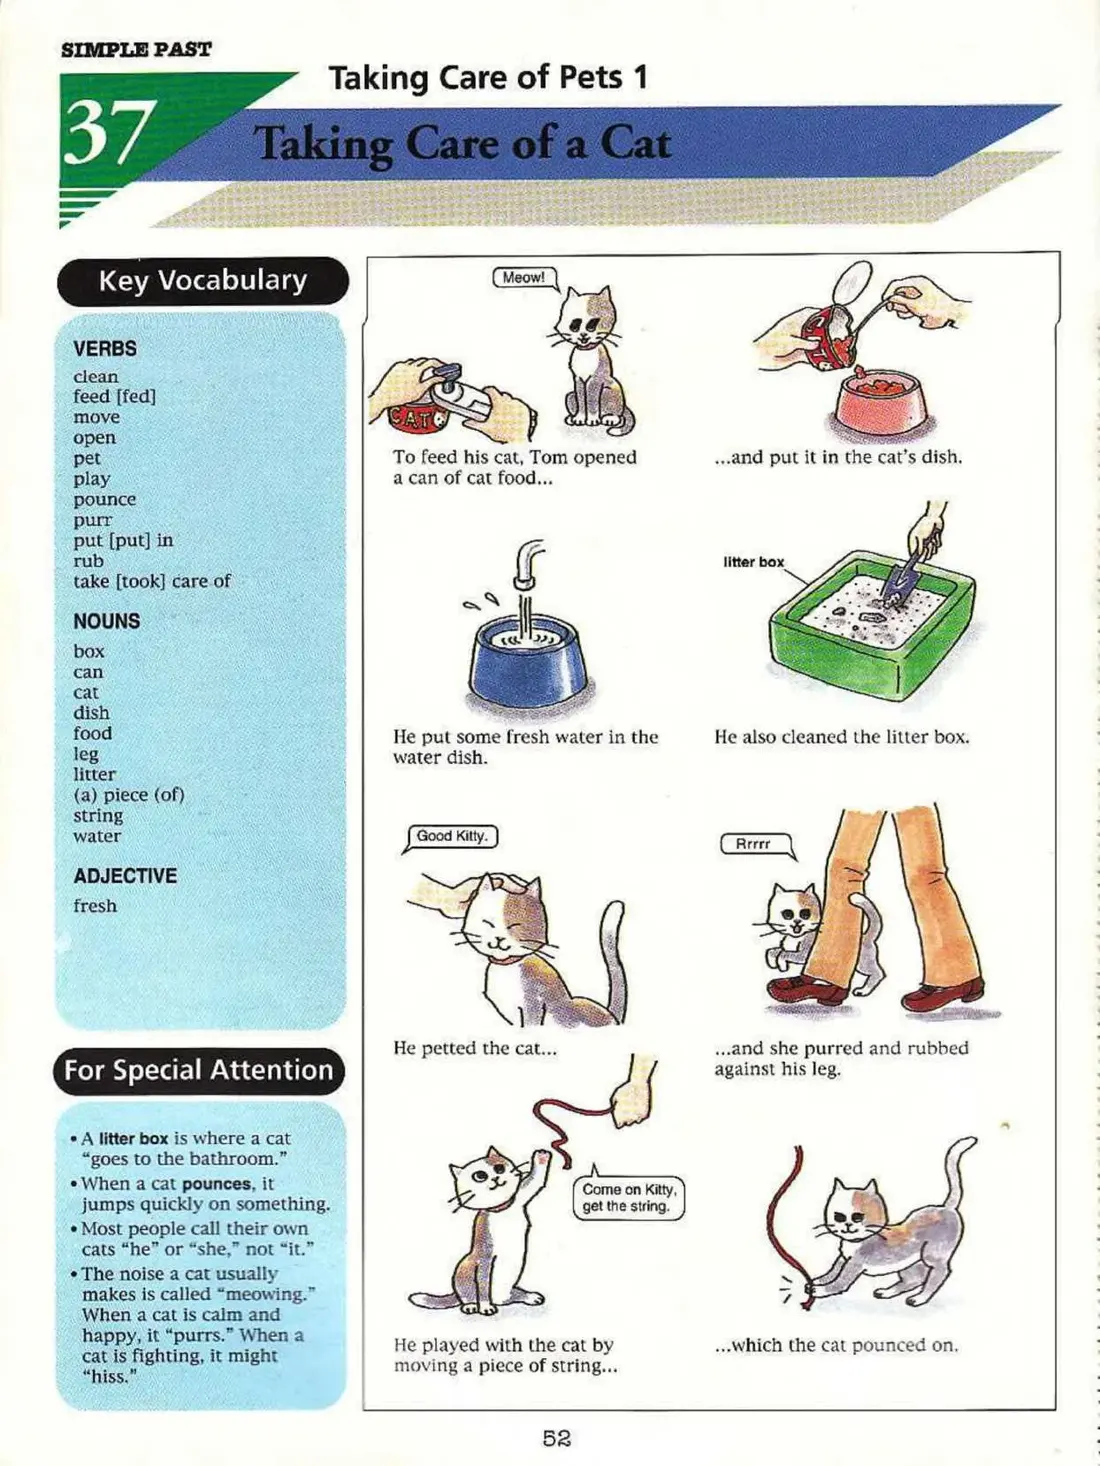 SIMPLE PAST
37
Taking Care of Pets 1
Taking Care of a Cat
Key Vocabulary
VERBS
clean
feed [fed]
move
open
pet
play
pounce
purr
put [put] in
rub
take [took] care of
NOUNS
box
can
cat
dish
food
leg
litter
(a) piece (of)
string
water
ADJECTIVE
fresh
For Special Attention
• A litter box is where a cat
"goes to the bathroom."
• When a cat pounces, it
jumps quickly on something.
• Most people call their own
cats "he" or "she," not "it."
• The noise a cat usually
makes is called "meowing."
When a cat is calm and
happy, it "purrs." When a
cat is fighting, it might
"hiss."
Meow!
CAT
To feed his cat, Tom opened
a can of cat food...
...and put it in the cat's dish.
He put some fresh water in the
water dish.
litter box
He also cleaned the litter box.
Good Kitty.
He petted the cat...
Rrrrr
...and she purred and rubbed
against his leg.
Come on Kitty,
get the string.
He played with the cat by
moving a piece of string...
...which the cat pounced on.
52